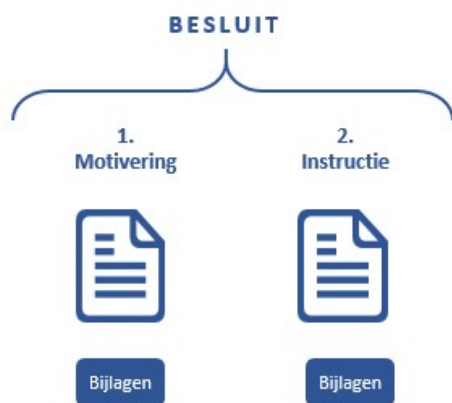 BESLUIT
1.
Motivering
2.
Instructie
Bijlagen
Bijlagen